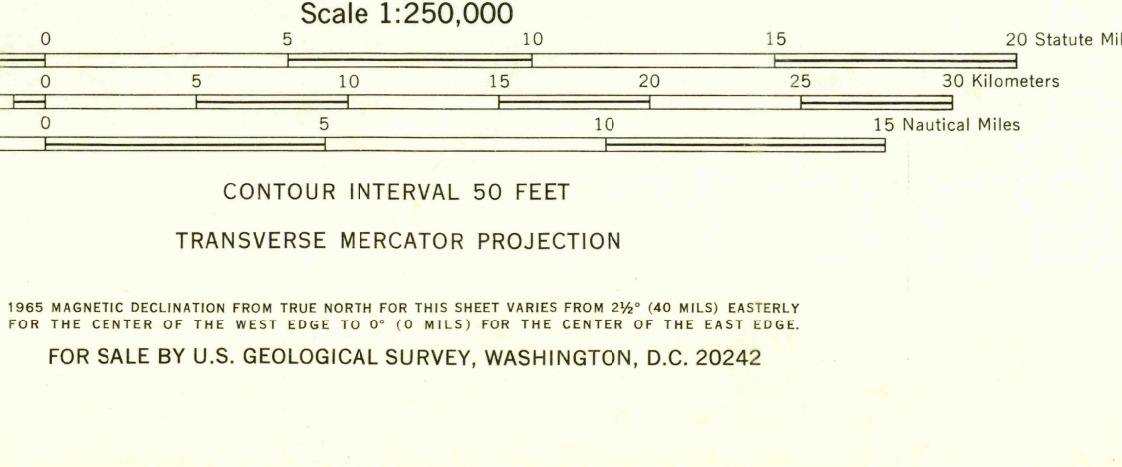 Scale 1:250,000
0 5 10 15 20 Statute
0 5 10 15 20 25 30 Kilometers
0 5 10 15 Nautical Miles
CONTOUR INTERVAL 50 FEET
TRANSVERSE MERCATOR PROJECTION
1965 MAGNETIC DECLINATION FROM TRUE NORTH FOR THIS SHEET VARIES FROM 2½° (40 MILS) EASTERLY
FOR THE CENTER OF THE WEST EDGE TO 0° (0 MILS) FOR THE CENTER OF THE EAST EDGE.
FOR SALE BY U.S. GEOLOGICAL SURVEY, WASHINGTON, D.C. 20242